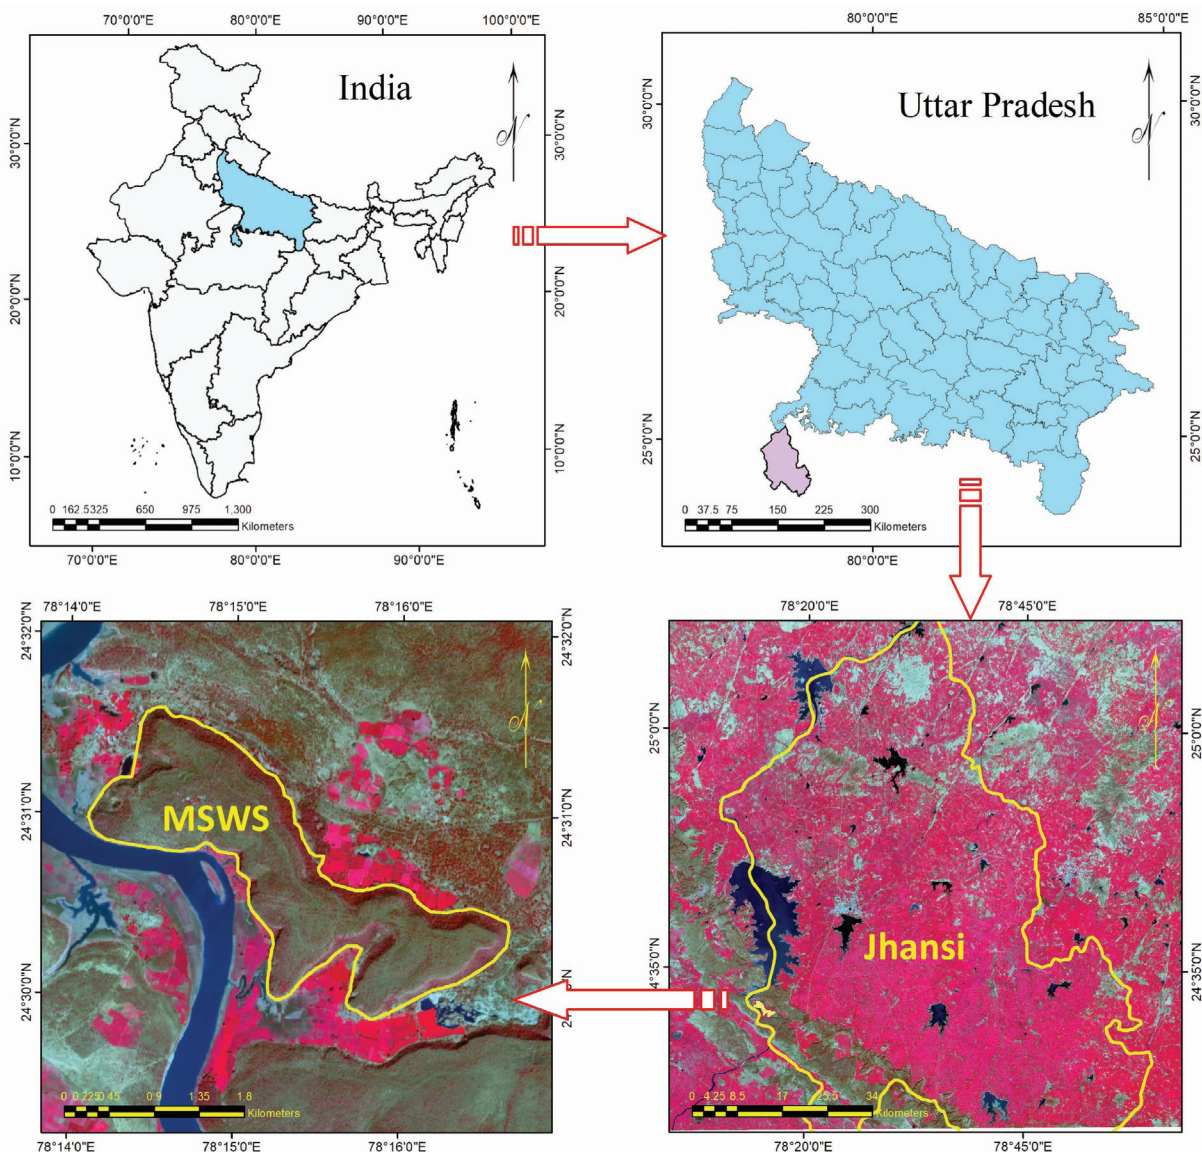 70°0'0"E 80°0'0"E 90°0'0"E 100°0'0"E
India
N
30°0'0"N
20°0'0"N
10°0'0"N
30°0'0"N
20°0'0"N
10°0'0"N
0 162.5325 650 975 1,300
Kilometers
70°0'0"E 80°0'0"E 90°0'0"E
80°0'0"E 85°0'0"E
Uttar Pradesh
N
30°0'0"N
25°0'0"N
30°0'0"N
25°0'0"N
0 37.5 75 150 225 300
Kilometers
80°0'0"E
78°14'0"E 78°15'0"E 78°16'0"E
N
24°32'0"N
24°31'0"N
24°30'0"N
24°32'0"N
24°31'0"N
MSWS
0 0.2250.45 0.9 1.35 1.8
Kilometers
78°14'0"E 78°15'0"E 78°16'0"E
78°20'0"E 78°45'0"E
N
25°0'0"N
24°35'0"N
25°0'0"N
24°35'0"N
Jhansi
0 4.25 8.5 17 25.5 34
Kilometers
78°20'0"E 78°45'0"E